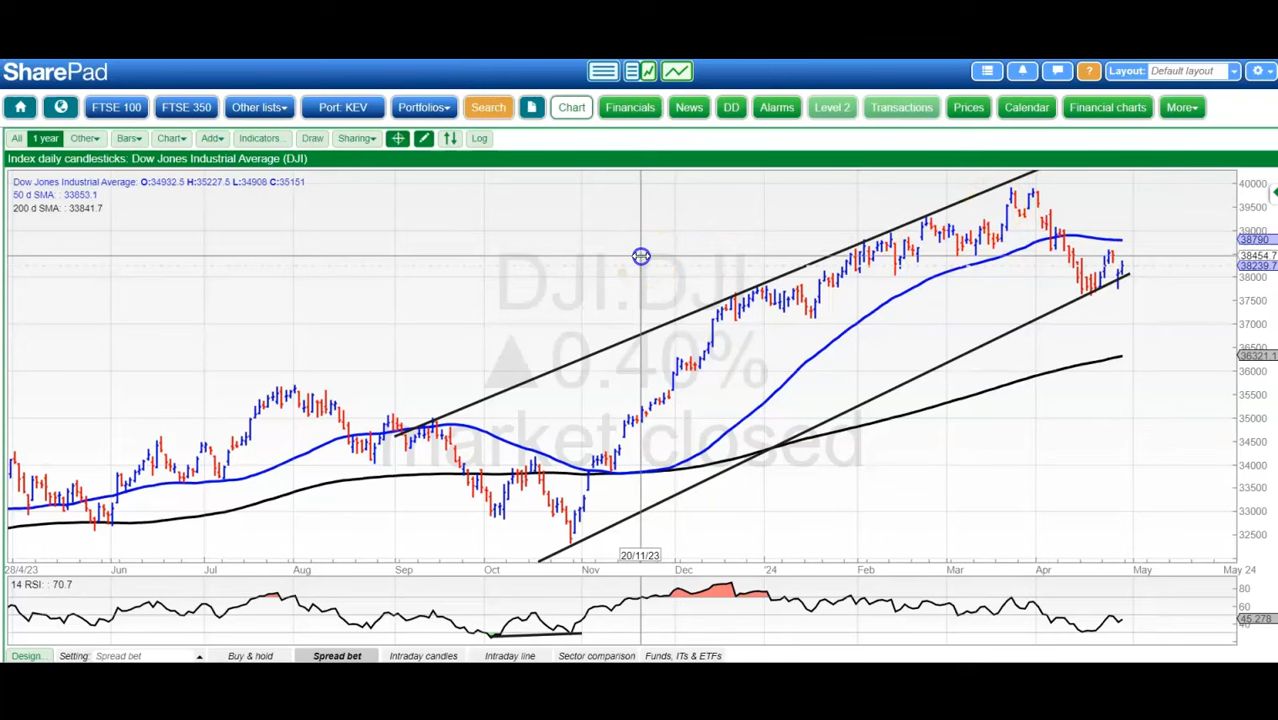 SharePad
Layout: Default layout
FTSE 100 FTSE 350 Other lists Port: KEV Portfolios Search Chart Financials News DD Alarms Level 2 Transactions Prices Calendar Financial charts More
All 1 year Other Bars Chart Add Indicators... Draw Sharing Log
Index daily candlesticks: Dow Jones Industrial Average (DJI)
Dow Jones Industrial Average: O:34932.5 H:35227.5 L:34908 C:35151
50 d SMA: : 33853.1
200 d SMA: : 33841.7
DJI:DJI
▲0.40%
market closed
40000
39500
39000
38790
38454.7
38239.7
38000
37500
37000
36500
36321.1
36000
35500
35000
34500
34000
33500
33000
32500
20/11/23
28/4/23 Jun Jul Aug Sep Oct Nov Dec '24 Feb Mar Apr May May 24
14 RSI: : 70.7
80
60
45.278
Design... Setting: Spread bet Buy & hold Spread bet Intraday candles Intraday line Sector comparison Funds, ITs & ETFs